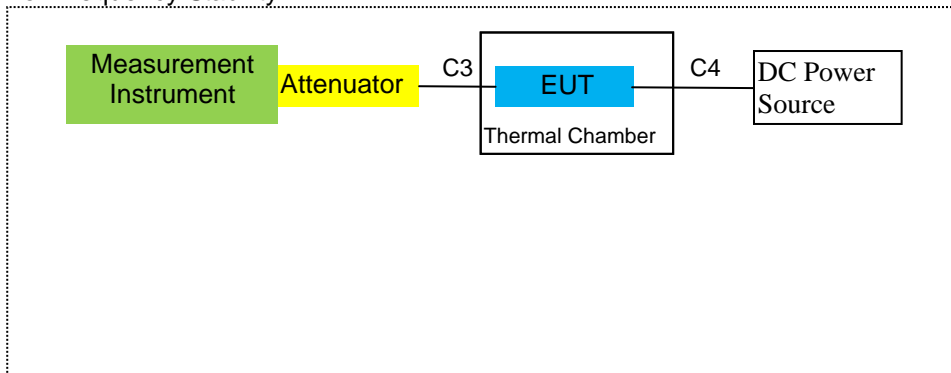 Measurement
Instrument
Attenuator
C3
EUT
Thermal Chamber
C4
DC Power
Source